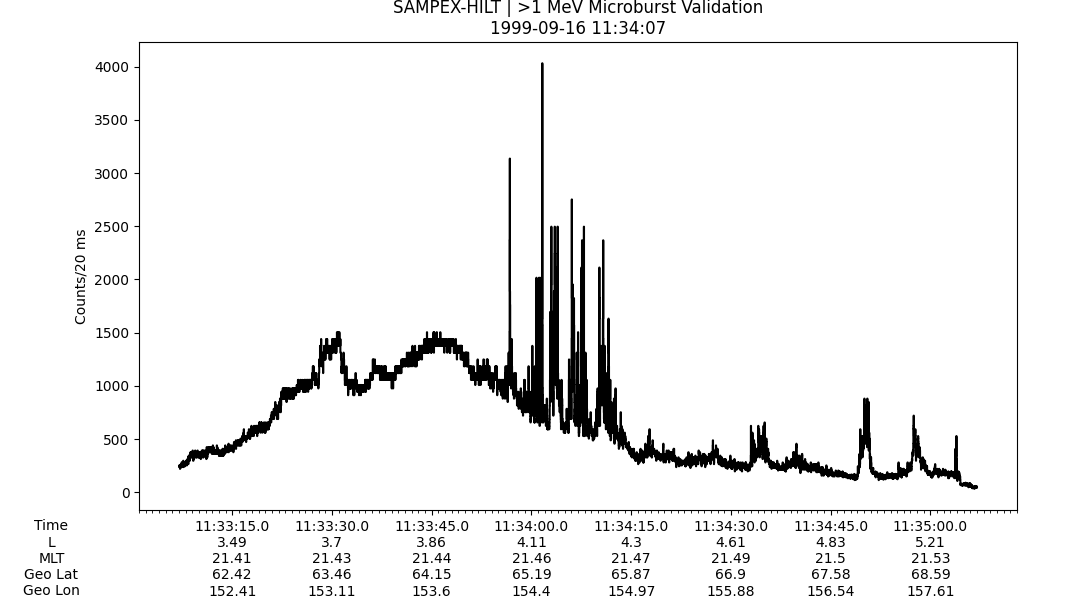 SAMPEX-HILT | >1 MeV Microburst Validation
1999-09-16 11:34:07
Counts/20 ms
4000
3500
3000
2500
2000
1500
1000
500
0
Time 11:33:15.0 11:33:30.0 11:33:45.0 11:34:00.0 11:34:15.0 11:34:30.0 11:34:45.0 11:35:00.0
L 3.49 3.7 3.86 4.11 4.3 4.61 4.83 5.21
MLT 21.41 21.43 21.44 21.46 21.47 21.49 21.5 21.53
Geo Lat 62.42 63.46 64.15 65.19 65.87 66.9 67.58 68.59
Geo Lon 152.41 153.11 153.6 154.4 154.97 155.88 156.54 157.61